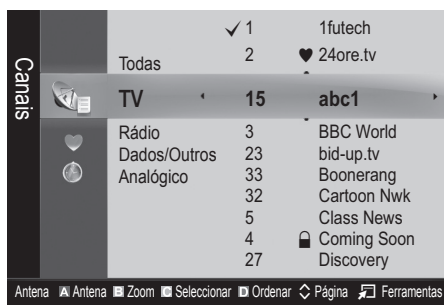 Canais
1 1futech
Todas 2 24ore.tv
TV 15 abc1
Rádio 3 BBC World
Dados/Outros 23 bid-up.tv
Analógico 33 Boonerang
32 Cartoon Nwk
5 Class News
4 Coming Soon
27 Discovery
Antena A Antena B Zoom C Seleccionar D Ordenar Página Ferramentas